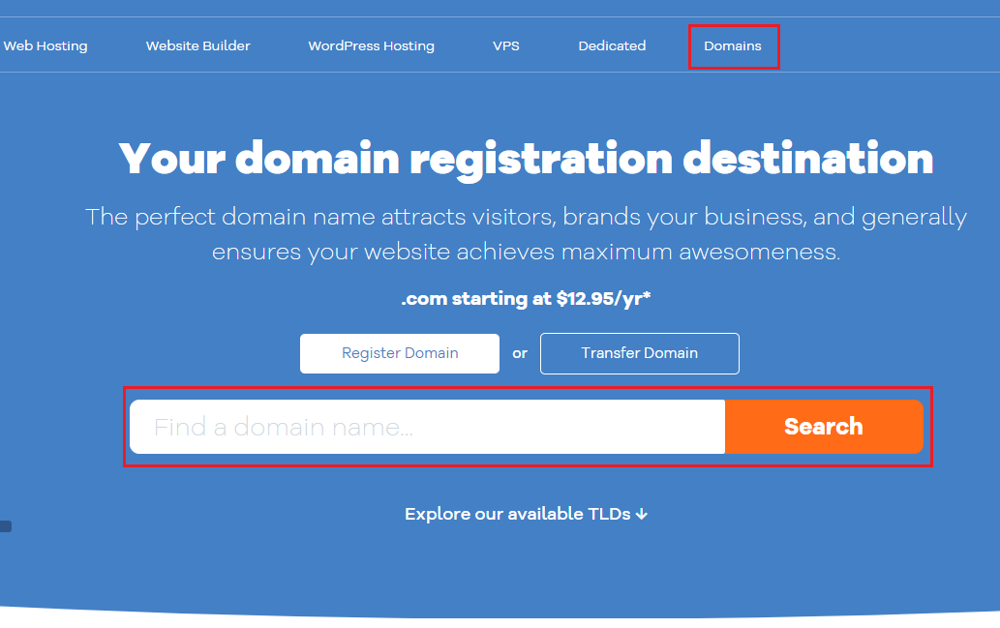 Web Hosting Website Builder WordPress Hosting VPS Dedicated Domains
Your domain registration destination
The perfect domain name attracts visitors, brands your business, and generally
ensures your website achieves maximum awesomeness.
.com starting at $12.95/yr*
Register Domain or Transfer Domain
Find a domain name... Search
Explore our available TLDs ↓